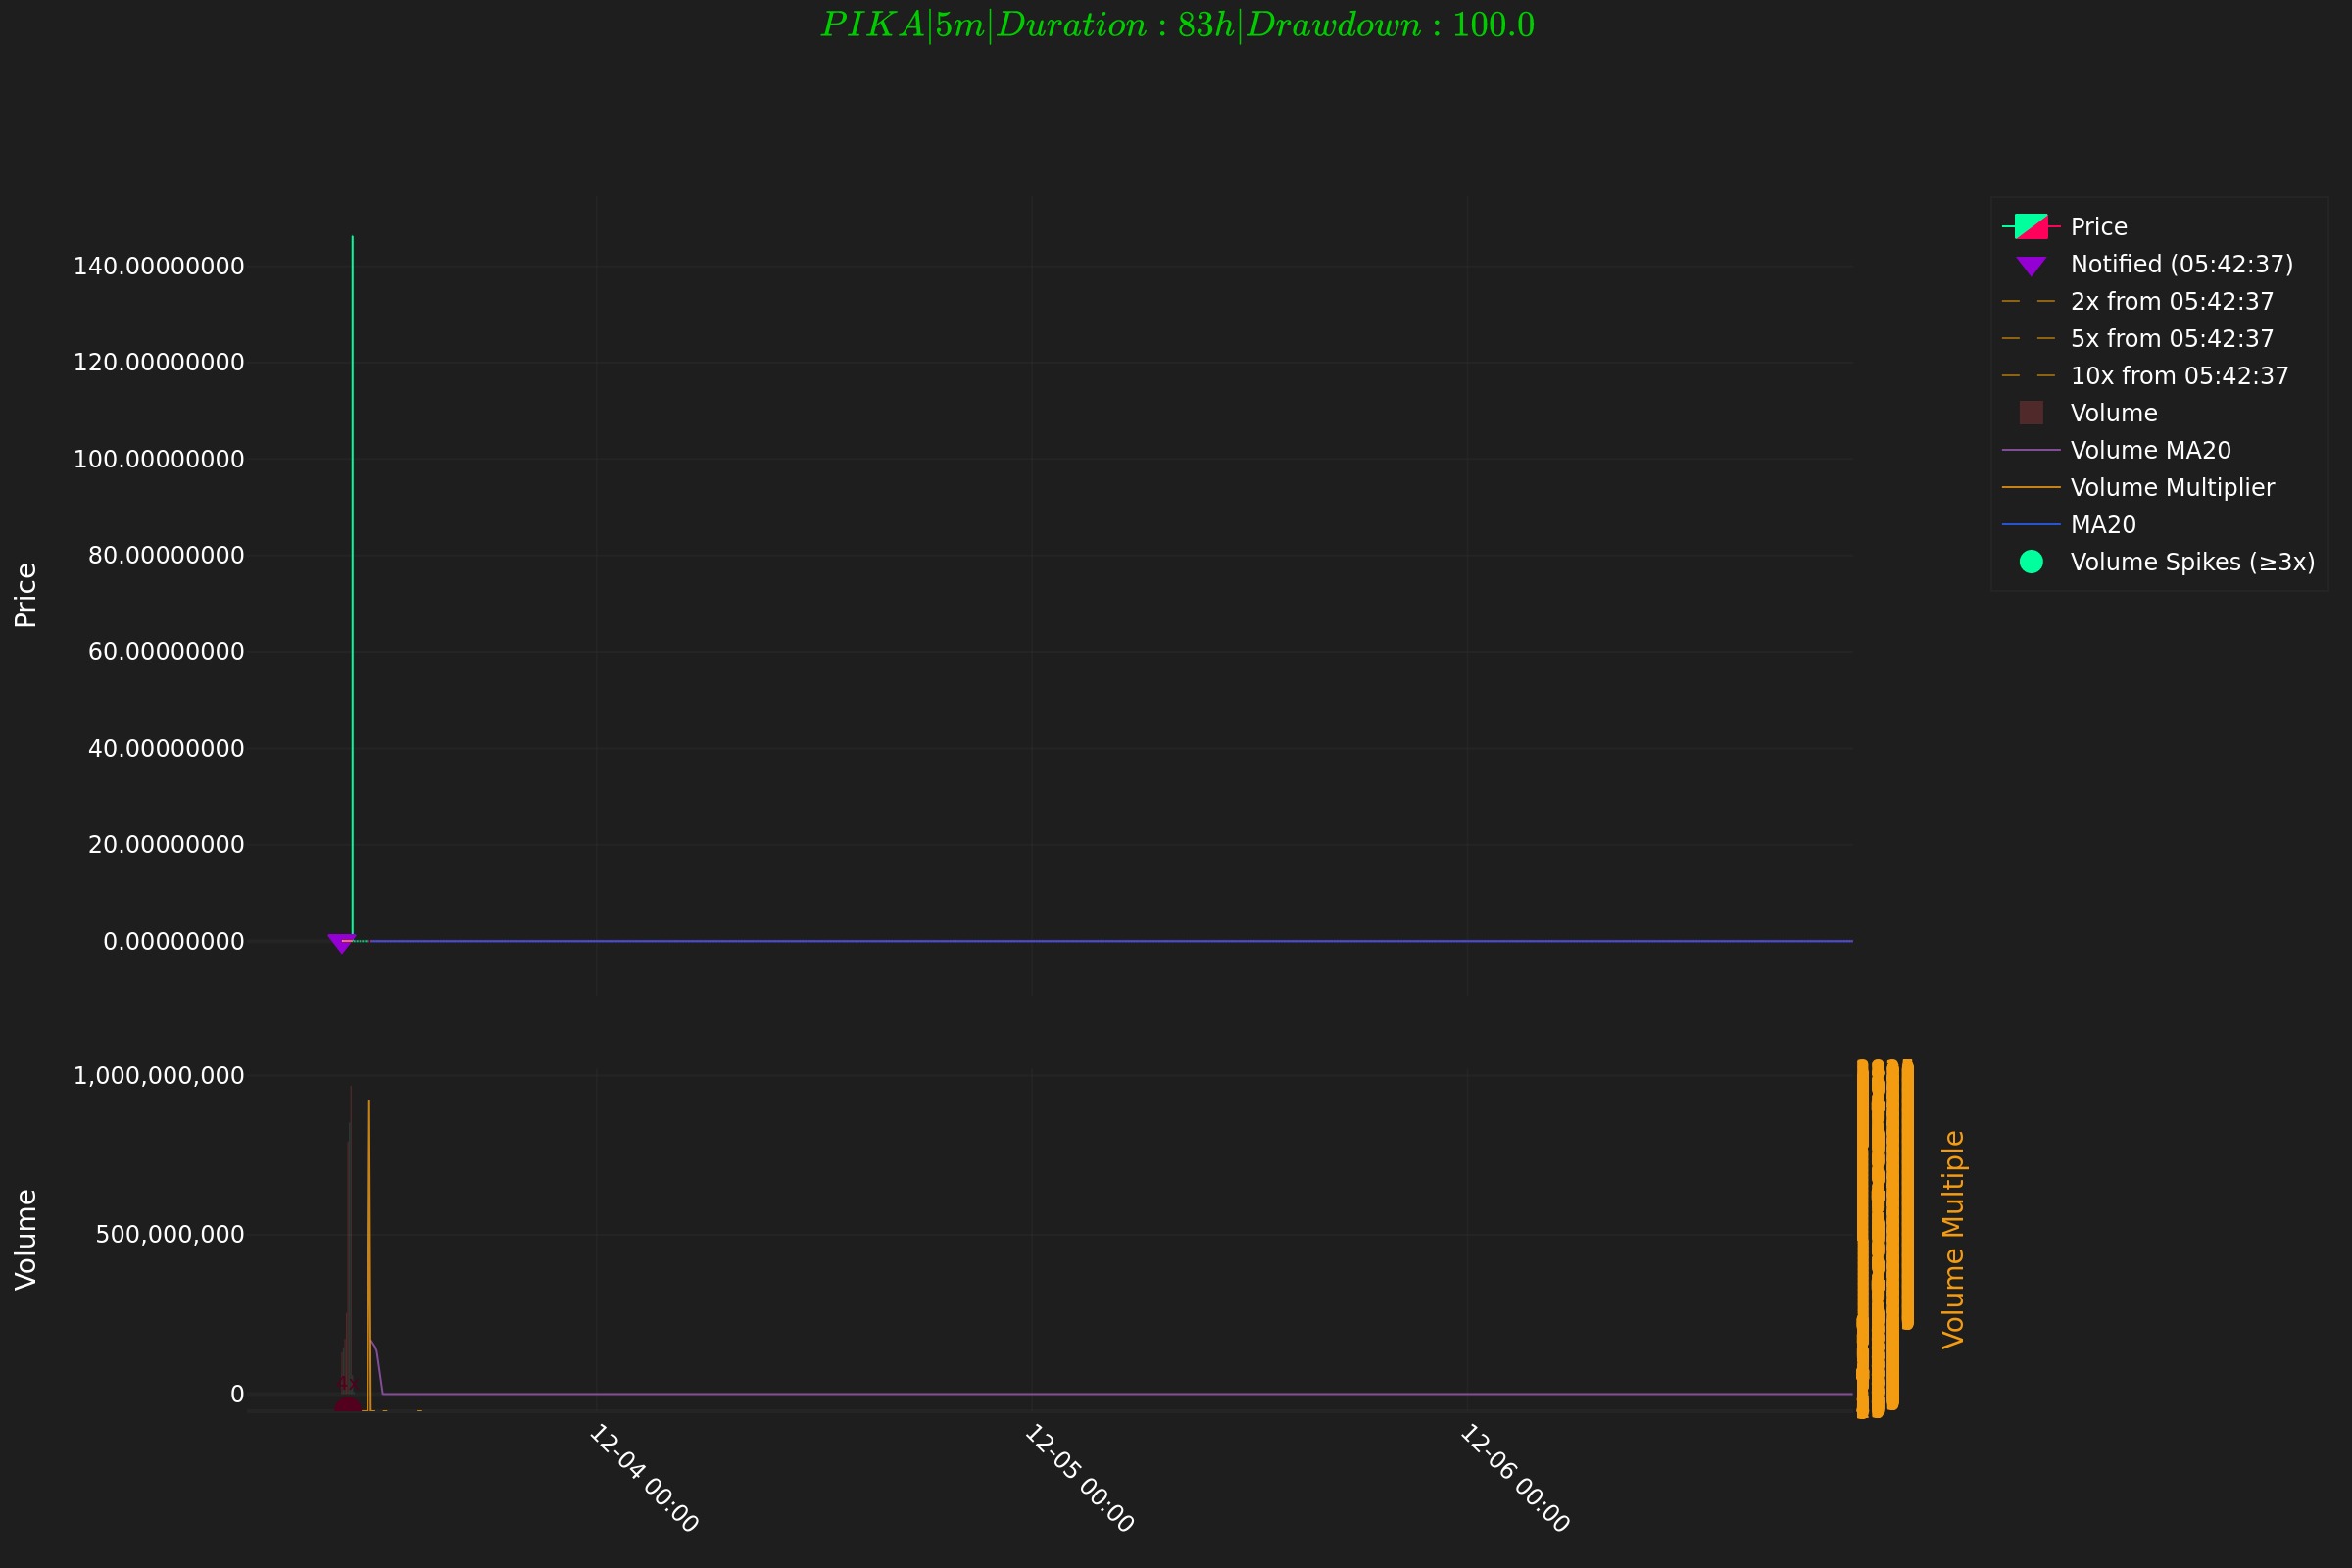 PIKA|5m|Duration : 83h|Drawdown : 100.0
Price
140.00000000
120.00000000
100.00000000
80.00000000
60.00000000
40.00000000
20.00000000
0.00000000
Price
Notified (05:42:37)
2x from 05:42:37
5x from 05:42:37
10x from 05:42:37
Volume
Volume MA20
Volume Multiplier
MA20
Volume Spikes (≥3x)
Volume
1,000,000,000
500,000,000
0
Volume Multiple
12-04 00:00
12-05 00:00
12-06 00:00